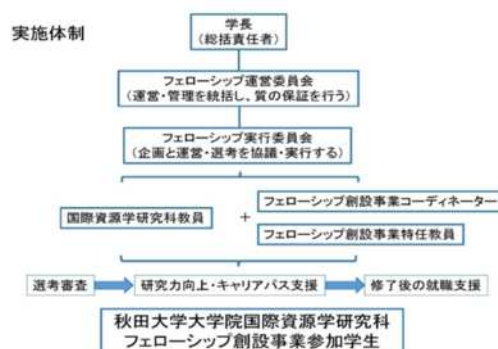 実施体制
学長
(総括責任者)
フェローシップ運営委員会
(運営・管理を統括し、質の保証を行う)
フェローシップ実行委員会
(企画と運営・選考を協議・実行する)
フェローシップ創設事業コーディネーター
国際資源学研究科教員
+
フェローシップ創設事業特任教員
選考審査
研究力向上・キャリアパス支援
修了後の就職支援
秋田大学大学院国際資源学研究科
フェローシップ創設事業参加学生